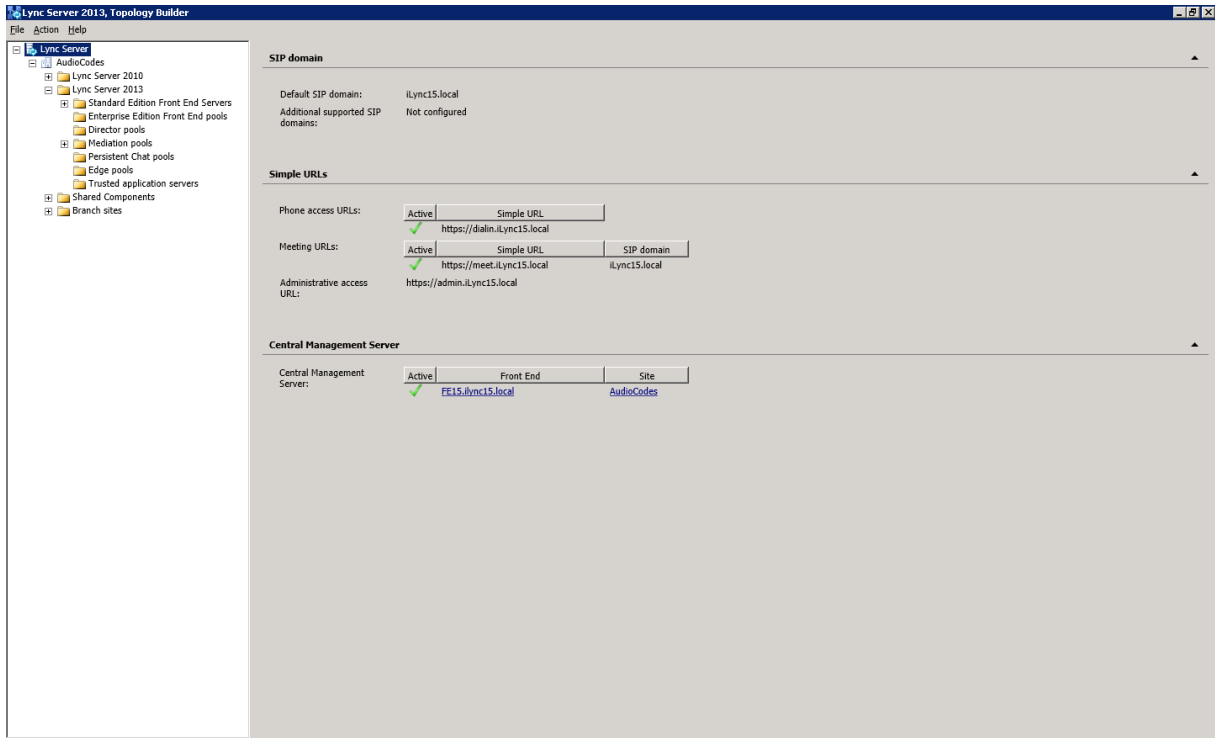 Lync Server 2013, Topology Builder
File Action Help
Lync Server
AudioCodes
Lync Server 2010
Lync Server 2013
Standard Edition Front End Servers
Enterprise Edition Front End pools
Director pools
Mediation pools
Persistent Chat pools
Edge pools
Trusted application servers
Shared Components
Branch sites
SIP domain
Default SIP domain: iLync15.local
Additional supported SIP Not configured
domains:
Simple URLs
Phone access URLs: Active Simple URL
https://dialin.iLync15.local
Meeting URLs: Active Simple URL SIP domain
https://meet.iLync15.local iLync15.local
Administrative access https://admin.iLync15.local
URL:
Central Management Server
Central Management Active Front End Site
Server: FE15.ilync15.local AudioCodes